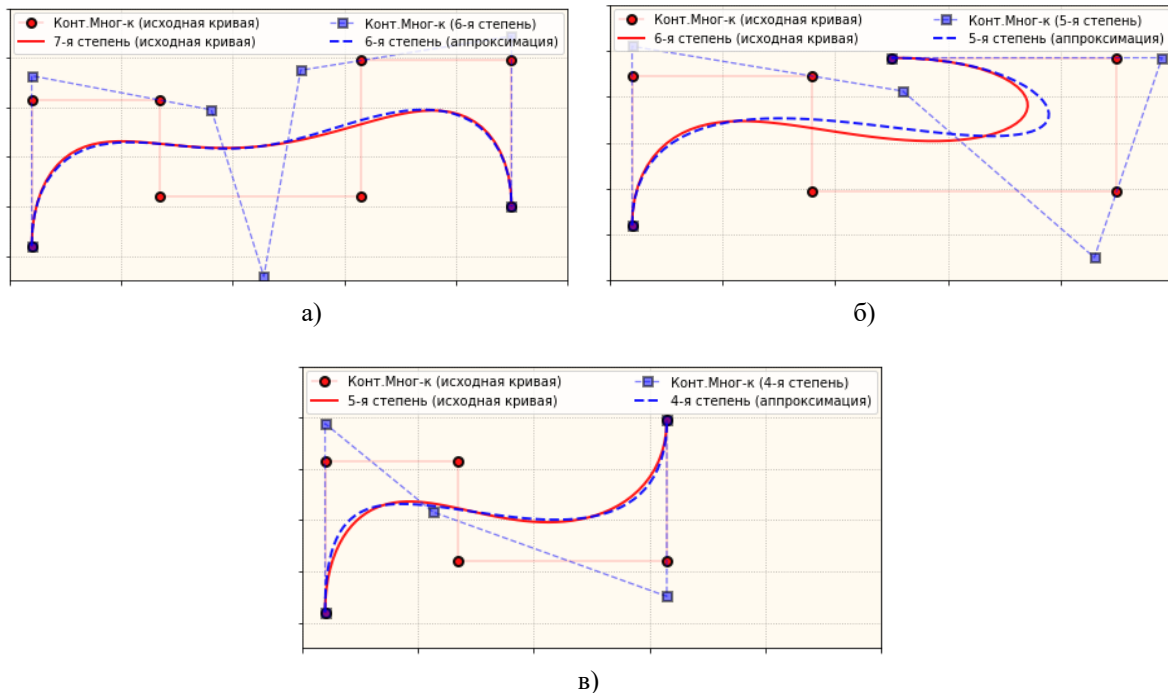 Конт.Мног-к (исходная кривая) Конт.Мног-к (6-я степень)
7-я степень (исходная кривая) 6-я степень (аппроксимация)
а)
Конт.Мног-к (исходная кривая) Конт.Мног-к (5-я степень)
6-я степень (исходная кривая) 5-я степень (аппроксимация)
б)
Конт.Мног-к (исходная кривая) Конт.Мног-к (4-я степень)
5-я степень (исходная кривая) 4-я степень (аппроксимация)
в)